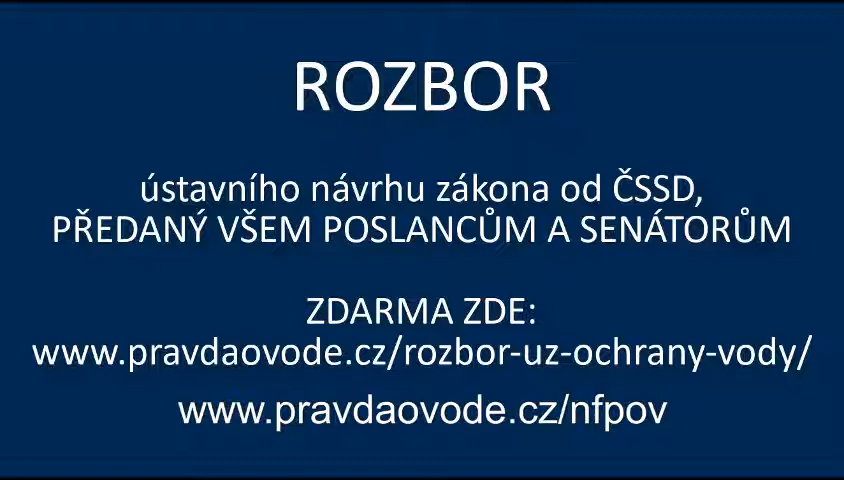 ROZBOR
ústavního návrhu zákona od ČSSD,
PŘEDANÝ VŠEM POSLANCŮM A SENÁTORŮM
ZDARMA ZDE:
www.pravdaovode.cz/rozbor-uz-ochrany-vody/
www.pravdaovode.cz/nfpov